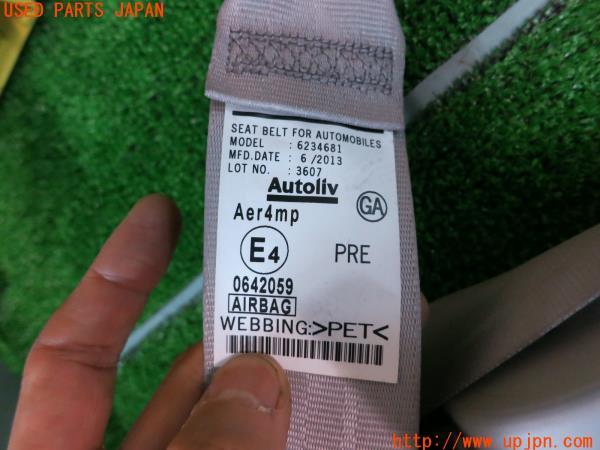 USED PARTS JAPAN
SEAT BELT FOR AUTOMOBILES
MODEL : 6234681
MFD.DATE : 6/2013
LOT NO. : 3607
Autoliv
GA
Aer4mp
E4
PRE
0642059
AIRBAG
WEBBING:>PET<
http://www.upjpn.com